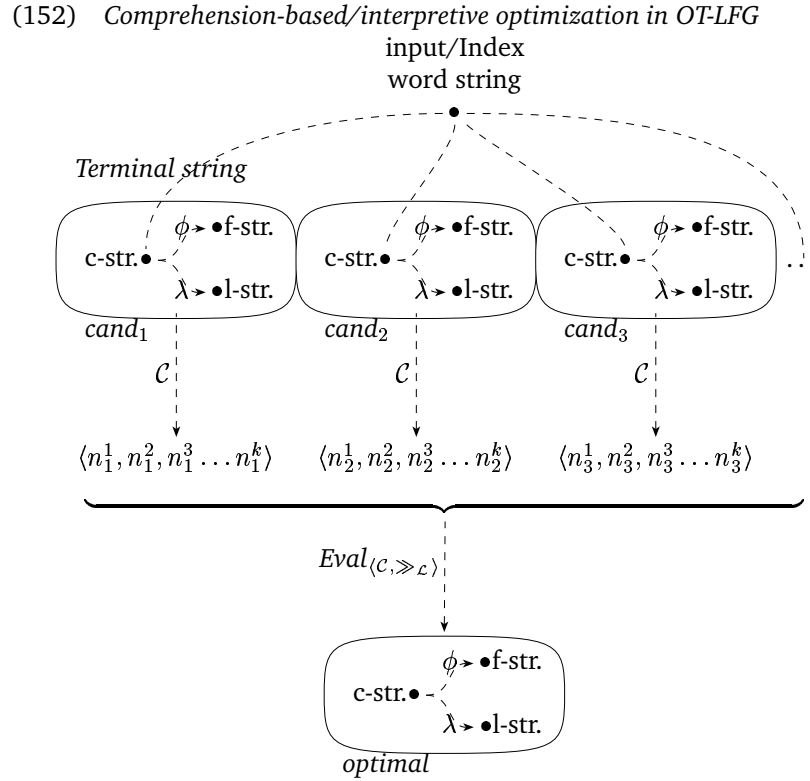 (152) Comprehension-based/interpretive optimization in OT-LFG
input/Index
word string
Terminal string
ϕ f-str. ϕ f-str. ϕ f-str.
c-str. c-str. c-str. ..
λ l-str. λ l-str. λ l-str.
cand₁ cand₂ cand₃
𝒞 𝒞 𝒞
⟨n₁¹, n₁², n₁³ … n₁ᵏ⟩ ⟨n₂¹, n₂², n₂³ … n₂ᵏ⟩ ⟨n₃¹, n₃², n₃³ … n₃ᵏ⟩
Eval⟨𝒞,≫ℒ⟩
ϕ f-str.
c-str.
λ l-str.
optimal